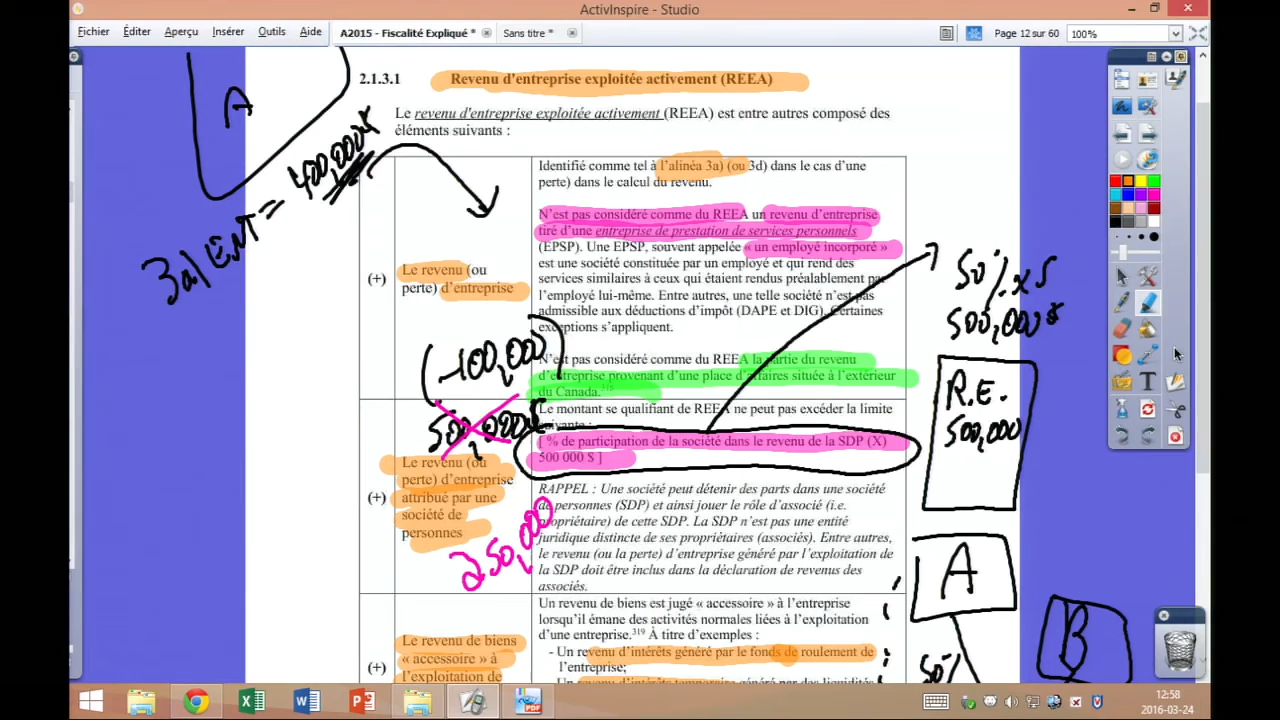 ActivInspire - Studio
Fichier Éditer Aperçu Insérer Outils Aide
A2015 - Fiscalité Expliqué *
Sans titre *
Page 12 sur 60
100%
2.1.3.1 Revenu d'entreprise exploitée activement (REEA)
Le revenu d'entreprise exploitée activement (REEA) est entre autres composé des
éléments suivants :
A
3a) ENT = 400,000$
(+)
Le revenu (ou
perte) d'entreprise
Identifié comme tel à l'alinéa 3a) (ou 3d) dans le cas d'une
perte) dans le calcul du revenu.
N'est pas considéré comme du REEA un revenu d'entreprise
tiré d'une entreprise de prestation de services personnels
(EPSP). Une EPSP, souvent appelée « un employé incorporé »
est une société constituée par un employé et qui rend des
services similaires à ceux qui étaient rendus préalablement par
l'employé lui-même. Entre autres, une telle société n'est pas
admissible aux déductions d'impôt (DAPE et DIG). Certaines
exceptions s'appliquent.
N'est pas considéré comme du REEA la partie du revenu
d'entreprise provenant d'une place d'affaires située à l'extérieur
du Canada.
(-100,000)
500,000$
250,000
(+)
Le revenu (ou
perte) d'entreprise
attribué par une
société de
personnes
Le montant se qualifiant de REEA ne peut pas excéder la limite
suivante :
[ % de participation de la société dans le revenu de la SDP (X)
500 000 $ ]
RAPPEL : Une société peut détenir des parts dans une société
de personnes (SDP) et ainsi jouer le rôle d'associé (i.e.
propriétaire) de cette SDP. La SDP n'est pas une entité
juridique distincte de ses propriétaires (associés). Entre autres,
le revenu (ou la perte) d'entreprise généré par l'exploitation de
la SDP doit être inclus dans la déclaration de revenus des
associés.
(+)
Le revenu de biens
« accessoire » à
l'exploitation de
Un revenu de biens est jugé « accessoire » à l'entreprise
lorsqu'il émane des activités normales liées à l'exploitation
d'une entreprise.319 À titre d'exemples :
- Un revenu d'intérêts généré par le fonds de roulement de
l'entreprise;
- Un revenu d'intérêts temporaire généré par des liquidités
50% x
500,000$
R.E.
500,000
A
B
50%
12:58
2016-03-24